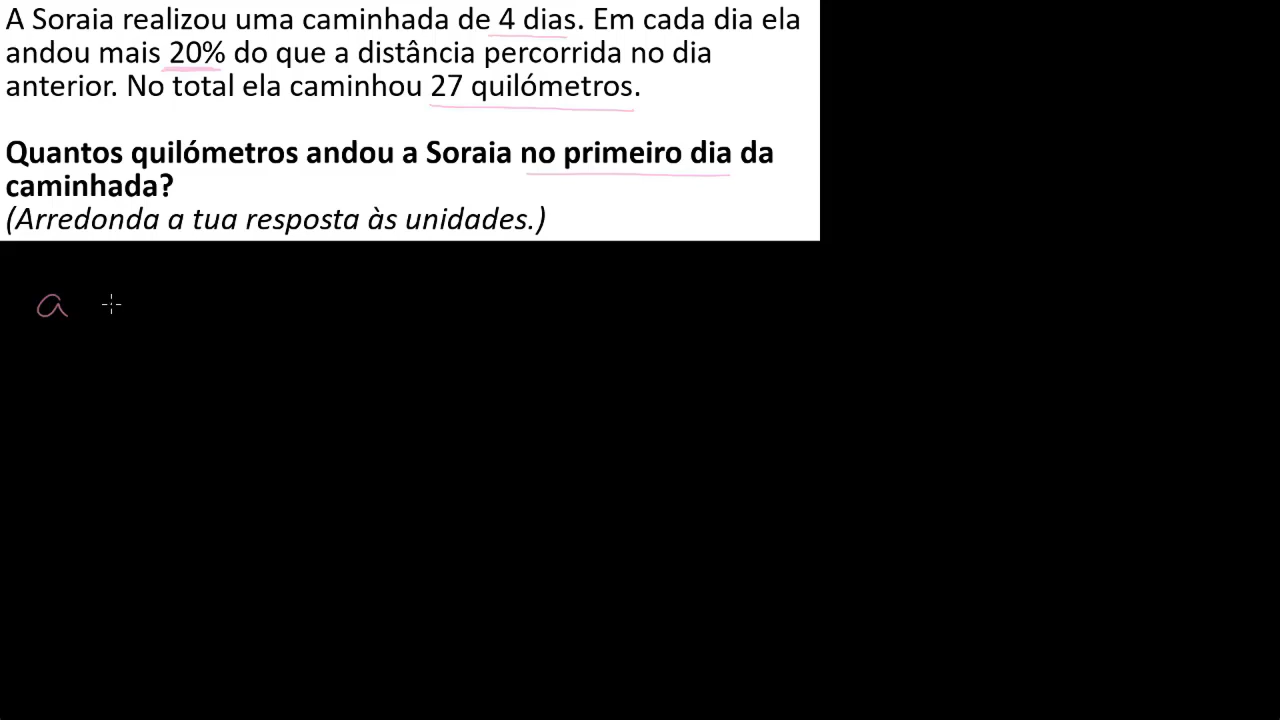 A Soraia realizou uma caminhada de 4 dias. Em cada dia ela
andou mais 20% do que a distância percorrida no dia
anterior. No total ela caminhou 27 quilómetros.
Quantos quilómetros andou a Soraia no primeiro dia da
caminhada?
(Arredonda a tua resposta às unidades.)
a